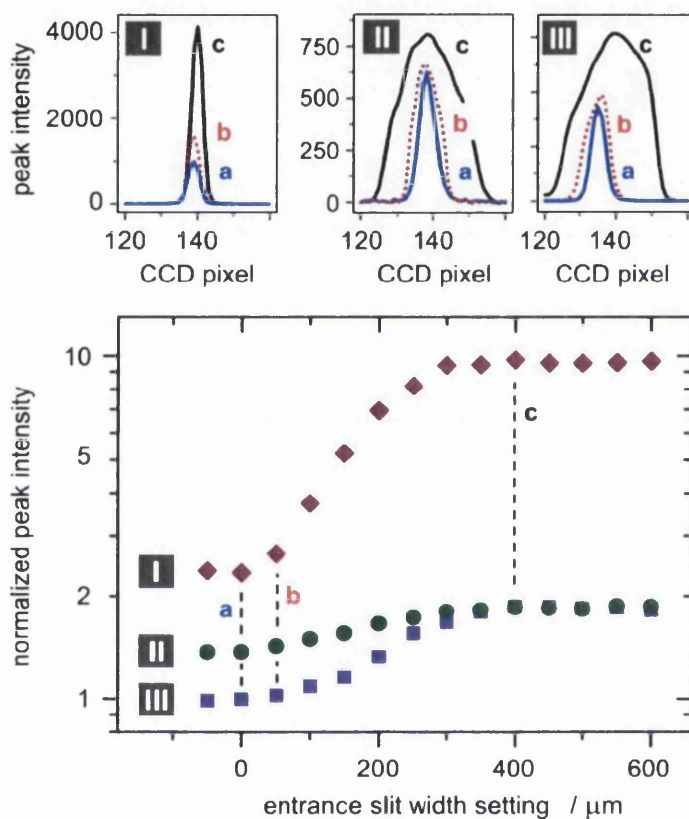 4000
2000
0
peak intensity
I
c
b
a
120
140
CCD pixel
750
500
250
0
II
c
b
a
120
140
CCD pixel
III
c
b
a
120
140
CCD pixel
10
5
2
1
normalized peak intensity
I
II
III
a
b
c
0
200
400
600
entrance slit width setting / μm